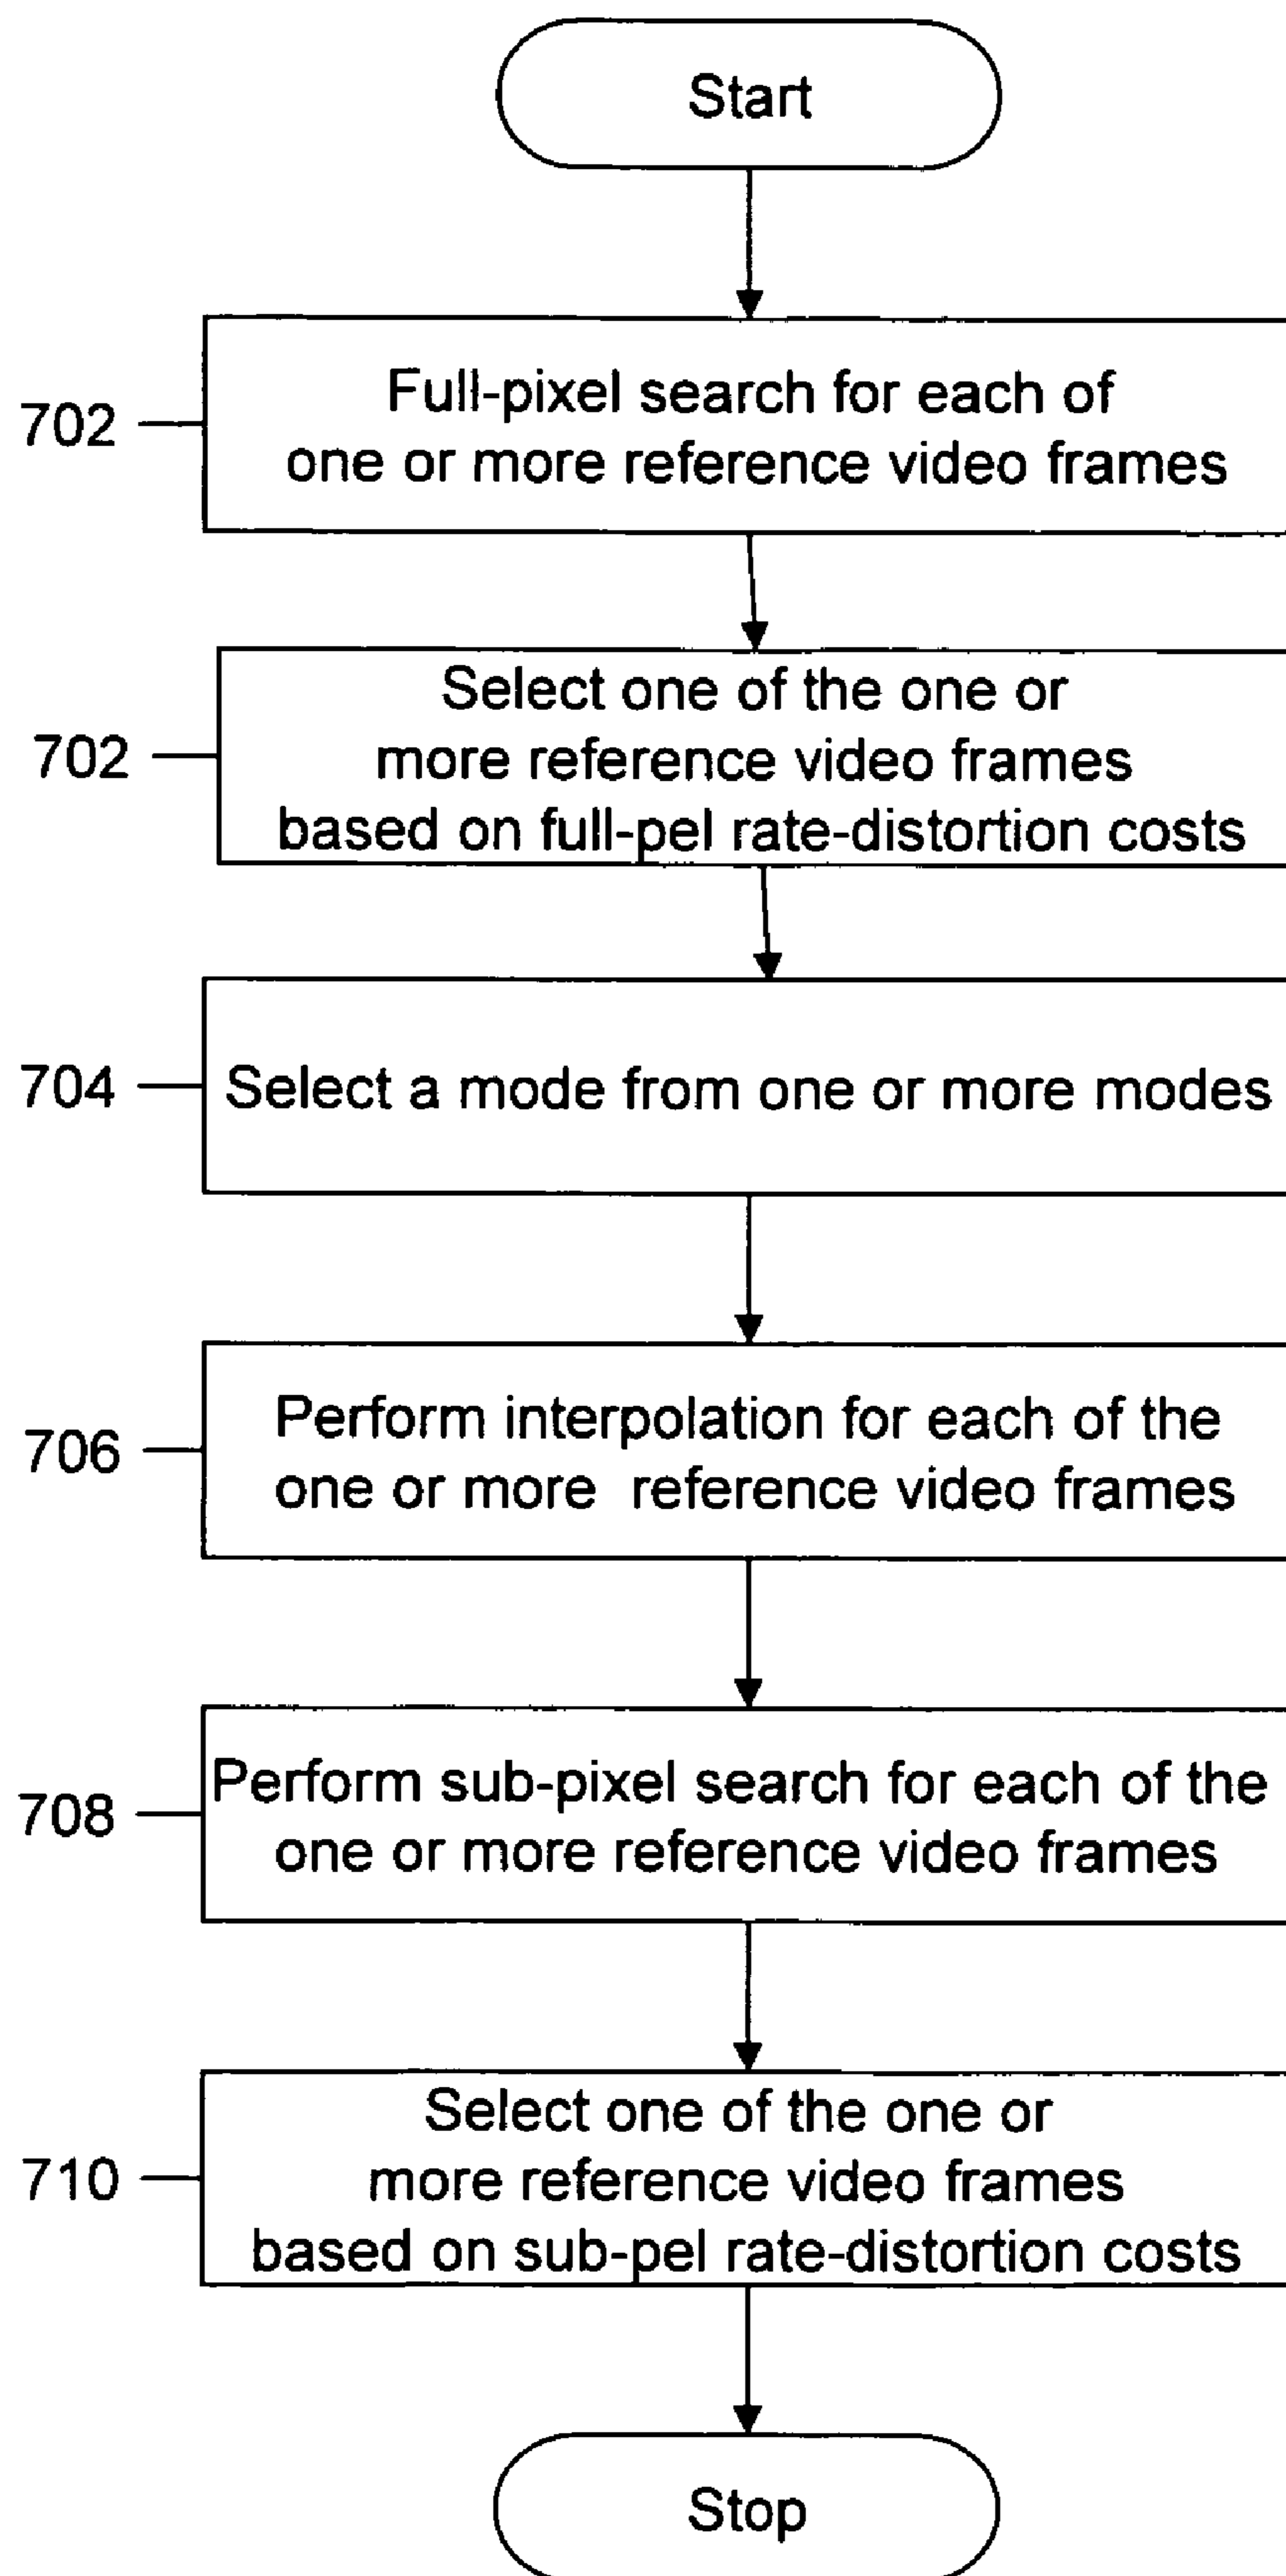 Start
702
Full-pixel search for each of
one or more reference video frames
702
Select one of the one or
more reference video frames
based on full-pel rate-distortion costs
704
Select a mode from one or more modes
706
Perform interpolation for each of the
one or more reference video frames
708
Perform sub-pixel search for each of the
one or more reference video frames
710
Select one of the one or
more reference video frames
based on sub-pel rate-distortion costs
Stop